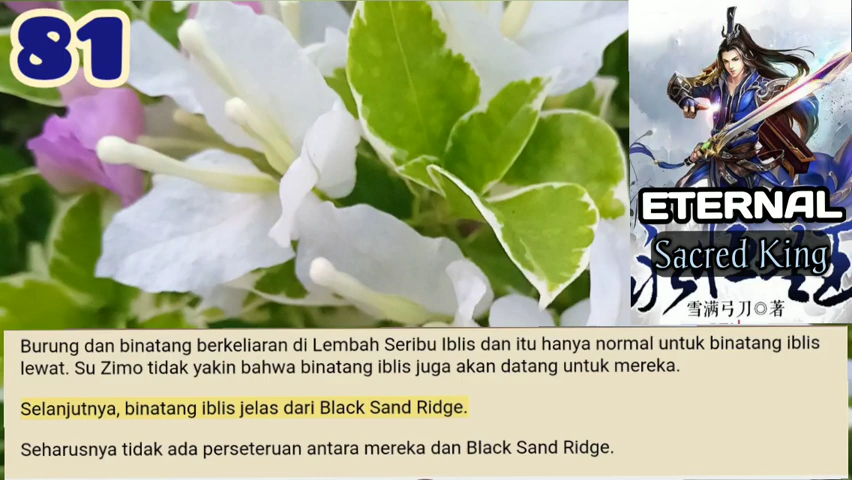 81
ETERNAL
Sacred King
雪满弓刀◎著
Burung dan binatang berkeliaran di Lembah Seribu Iblis dan itu hanya normal untuk binatang iblis
lewat. Su Zimo tidak yakin bahwa binatang iblis juga akan datang untuk mereka.
Selanjutnya, binatang iblis jelas dari Black Sand Ridge.
Seharusnya tidak ada perseteruan antara mereka dan Black Sand Ridge.